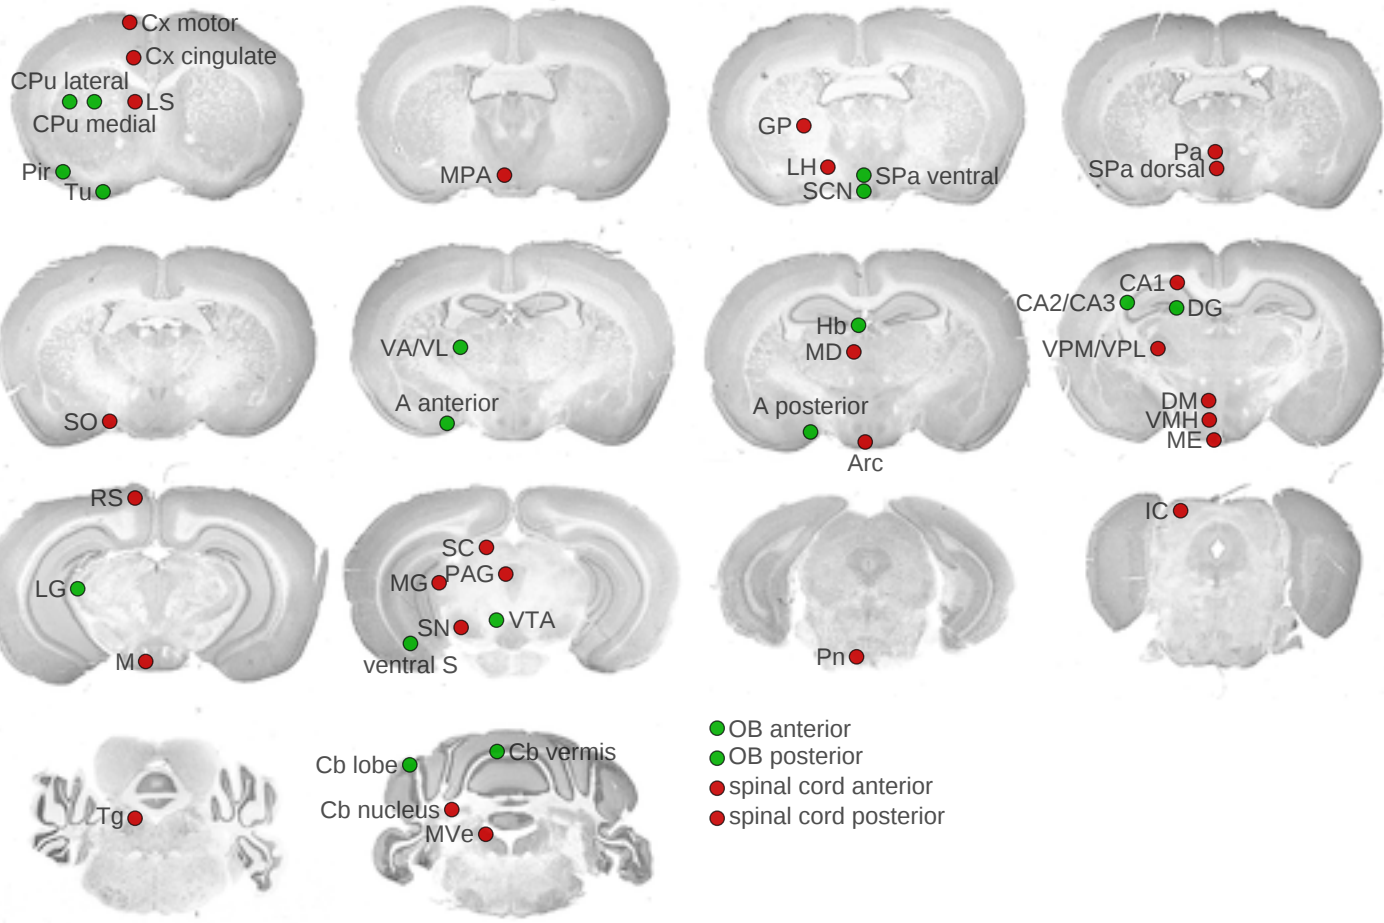 Cx motor
Cx cingulate
CPu lateral
LS
CPu medial
Pir
Tu
MPA
GP
LH
SPa ventral
SCN
Pa
SPa dorsal
SO
VA/VL
A anterior
Hb
MD
A posterior
Arc
CA1
CA2/CA3
DG
VPM/VPL
DM
VMH
ME
RS
LG
M
SC
MG
PAG
SN
VTA
ventral S
Pn
IC
Tg
Cb lobe
Cb vermis
Cb nucleus
MVe
OB anterior
OB posterior
spinal cord anterior
spinal cord posterior